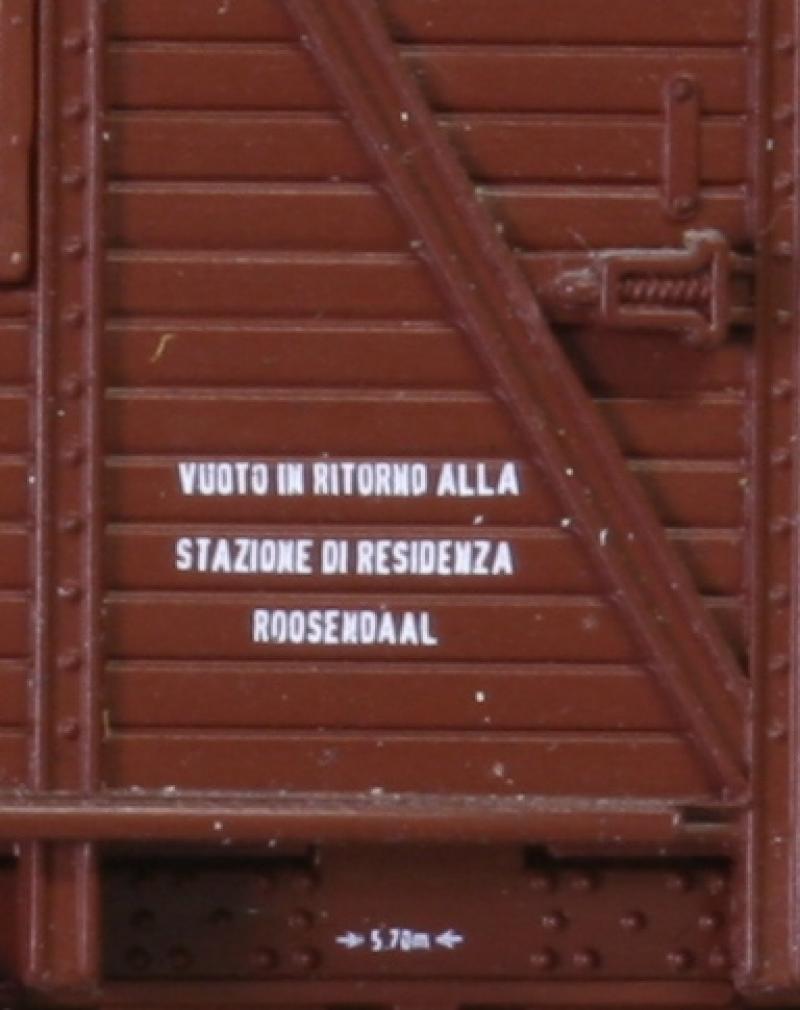 VUOTO IN RITORNO ALLA
STAZIONE DI RESIDENZA
ROOSENDAAL
→ 5.70m ←